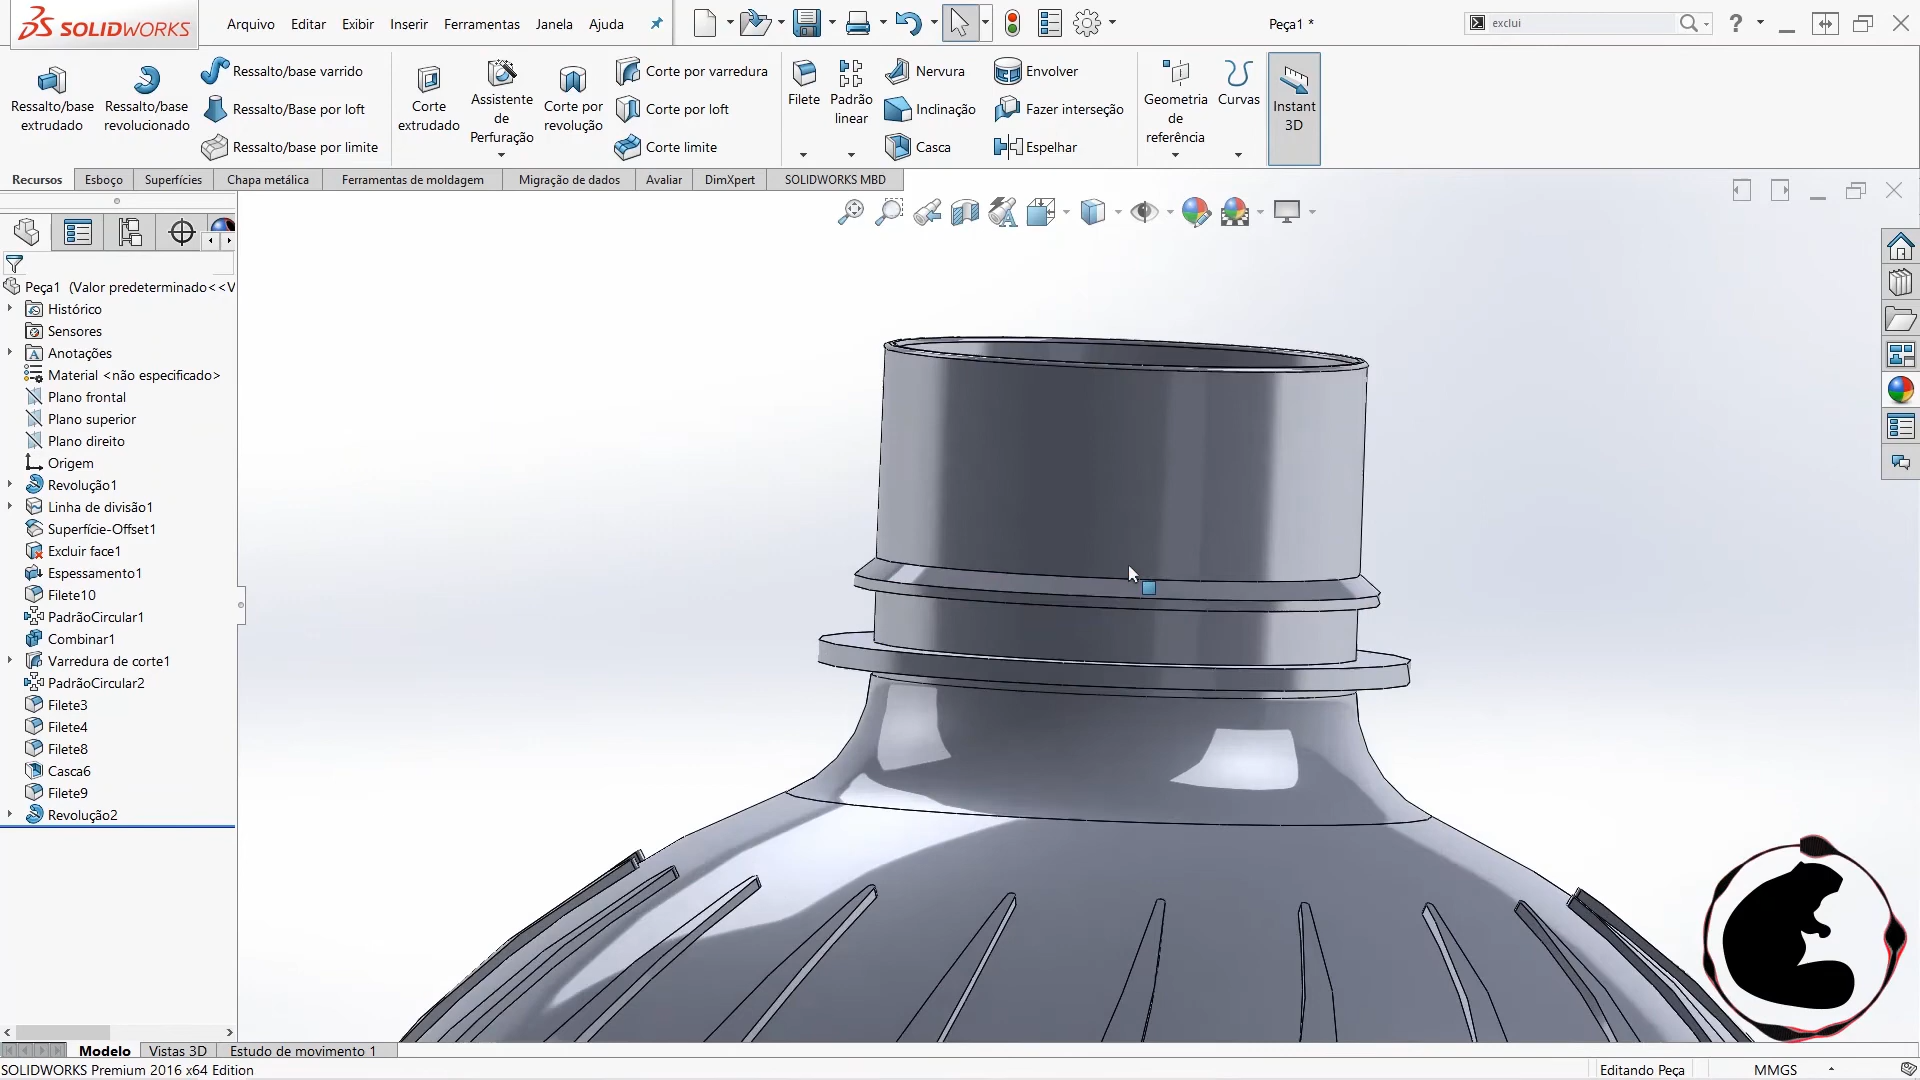 SOLIDWORKS
Arquivo Editar Exibir Inserir Ferramentas Janela Ajuda
Peça1 *
exclui
?
Ressalto/base extrudado
Ressalto/base revolucionado
Ressalto/base varrido
Ressalto/Base por loft
Ressalto/base por limite
Corte extrudado
Assistente de Perfuração
Corte por revolução
Corte por varredura
Corte por loft
Corte limite
Filete
Padrão linear
Nervura
Inclinação
Casca
Envolver
Fazer interseção
Espelhar
Geometria de referência
Curvas
Instant 3D
Recursos Esboço Superfícies Chapa metálica Ferramentas de moldagem Migração de dados Avaliar DimXpert SOLIDWORKS MBD
Peça1 (Valor predeterminado<<V
Histórico
Sensores
Anotações
Material <não especificado>
Plano frontal
Plano superior
Plano direito
Origem
Revolução1
Linha de divisão1
Superfície-Offset1
Excluir face1
Espessamento1
Filete10
PadrãoCircular1
Combinar1
Varredura de corte1
PadrãoCircular2
Filete3
Filete4
Filete8
Casca6
Filete9
Revolução2
Modelo Vistas 3D Estudo de movimento 1
SOLIDWORKS Premium 2016 x64 Edition
Editando Peça
MMGS